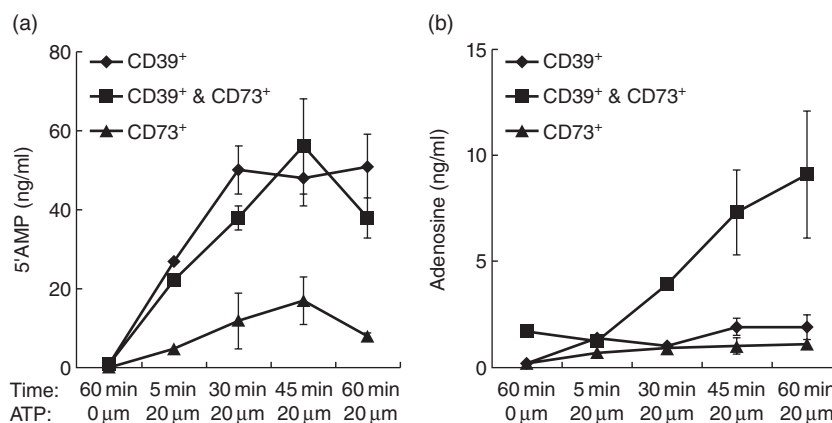 (a)
80
60
40
20
0
5'AMP (ng/ml)
CD39⁺
CD39⁺ & CD73⁺
CD73⁺
Time: 60 min 5 min 30 min 45 min 60 min
ATP: 0 μm 20 μm 20 μm 20 μm 20 μm
(b)
15
10
5
0
Adenosine (ng/ml)
CD39⁺
CD39⁺ & CD73⁺
CD73⁺
60 min 5 min 30 min 45 min 60 min
0 μm 20 μm 20 μm 20 μm 20 μm